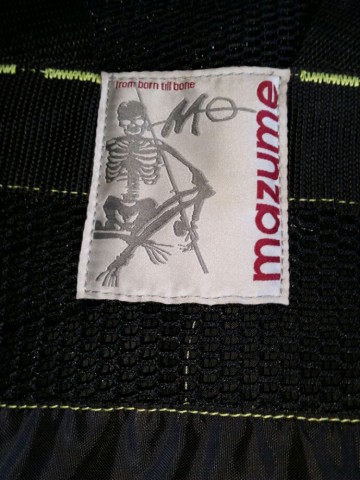 from born till bone
MO
mazume